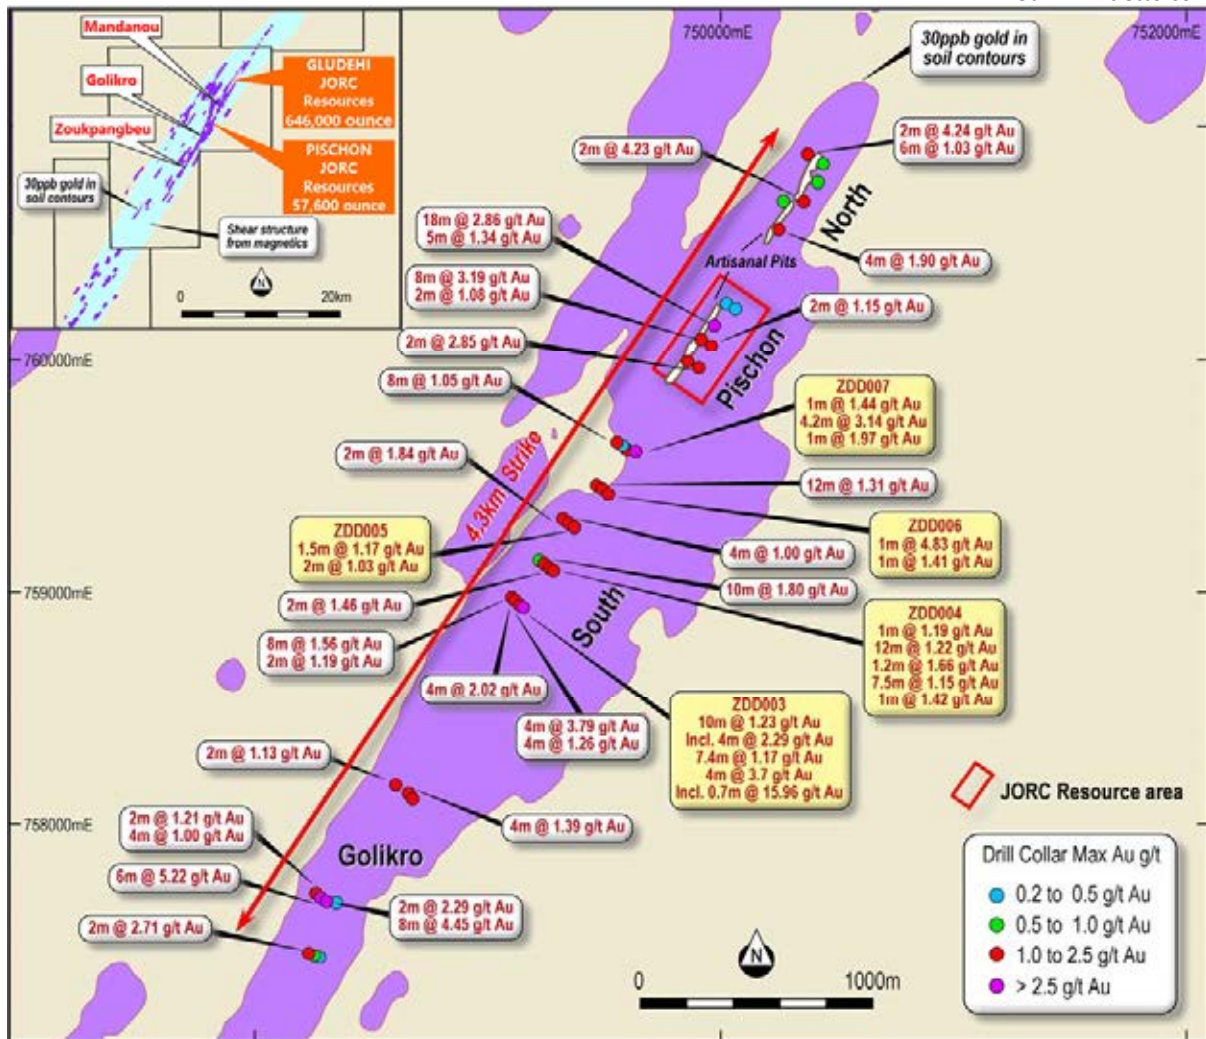 750000mE
752000mE
Mandanou
Golikro
Zoukpangbeu
GLUDEHI
JORC
Resources
646,000 ounce
PISCHON
JORC
Resources
57,600 ounce
30ppb gold in
soil contours
Shear structure
from magnetics
N
0
20km
30ppb gold in
soil contours
2m @ 4.23 g/t Au
2m @ 4.24 g/t Au
6m @ 1.03 g/t Au
North
18m @ 2.86 g/t Au
5m @ 1.34 g/t Au
Artisanal Pits
4m @ 1.90 g/t Au
8m @ 3.19 g/t Au
2m @ 1.08 g/t Au
2m @ 1.15 g/t Au
2m @ 2.85 g/t Au
760000mE
Pischon
8m @ 1.05 g/t Au
ZDD007
1m @ 1.44 g/t Au
4.2m @ 3.14 g/t Au
1m @ 1.97 g/t Au
2m @ 1.84 g/t Au
4.3km Strike
12m @ 1.31 g/t Au
ZDD005
1.5m @ 1.17 g/t Au
2m @ 1.03 g/t Au
ZDD006
1m @ 4.83 g/t Au
1m @ 1.41 g/t Au
4m @ 1.00 g/t Au
759000mE
10m @ 1.80 g/t Au
2m @ 1.46 g/t Au
South
ZDD004
1m @ 1.19 g/t Au
12m @ 1.22 g/t Au
1.2m @ 1.66 g/t Au
7.5m @ 1.15 g/t Au
1m @ 1.42 g/t Au
8m @ 1.56 g/t Au
2m @ 1.19 g/t Au
4m @ 2.02 g/t Au
4m @ 3.79 g/t Au
4m @ 1.26 g/t Au
ZDD003
10m @ 1.23 g/t Au
Incl. 4m @ 2.29 g/t Au
7.4m @ 1.17 g/t Au
4m @ 3.7 g/t Au
Incl. 0.7m @ 15.96 g/t Au
2m @ 1.13 g/t Au
JORC Resource area
758000mE
2m @ 1.21 g/t Au
4m @ 1.00 g/t Au
4m @ 1.39 g/t Au
Golikro
6m @ 5.22 g/t Au
2m @ 2.29 g/t Au
8m @ 4.45 g/t Au
2m @ 2.71 g/t Au
Drill Collar Max Au g/t
0.2 to 0.5 g/t Au
0.5 to 1.0 g/t Au
1.0 to 2.5 g/t Au
> 2.5 g/t Au
N
0
1000m